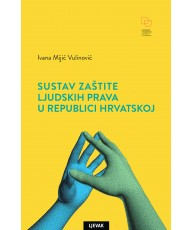 Ivana Mijić Vulinović
SUSTAV ZAŠTITE
LJUDSKIH PRAVA
U REPUBLICI HRVATSKOJ
LJEVAK